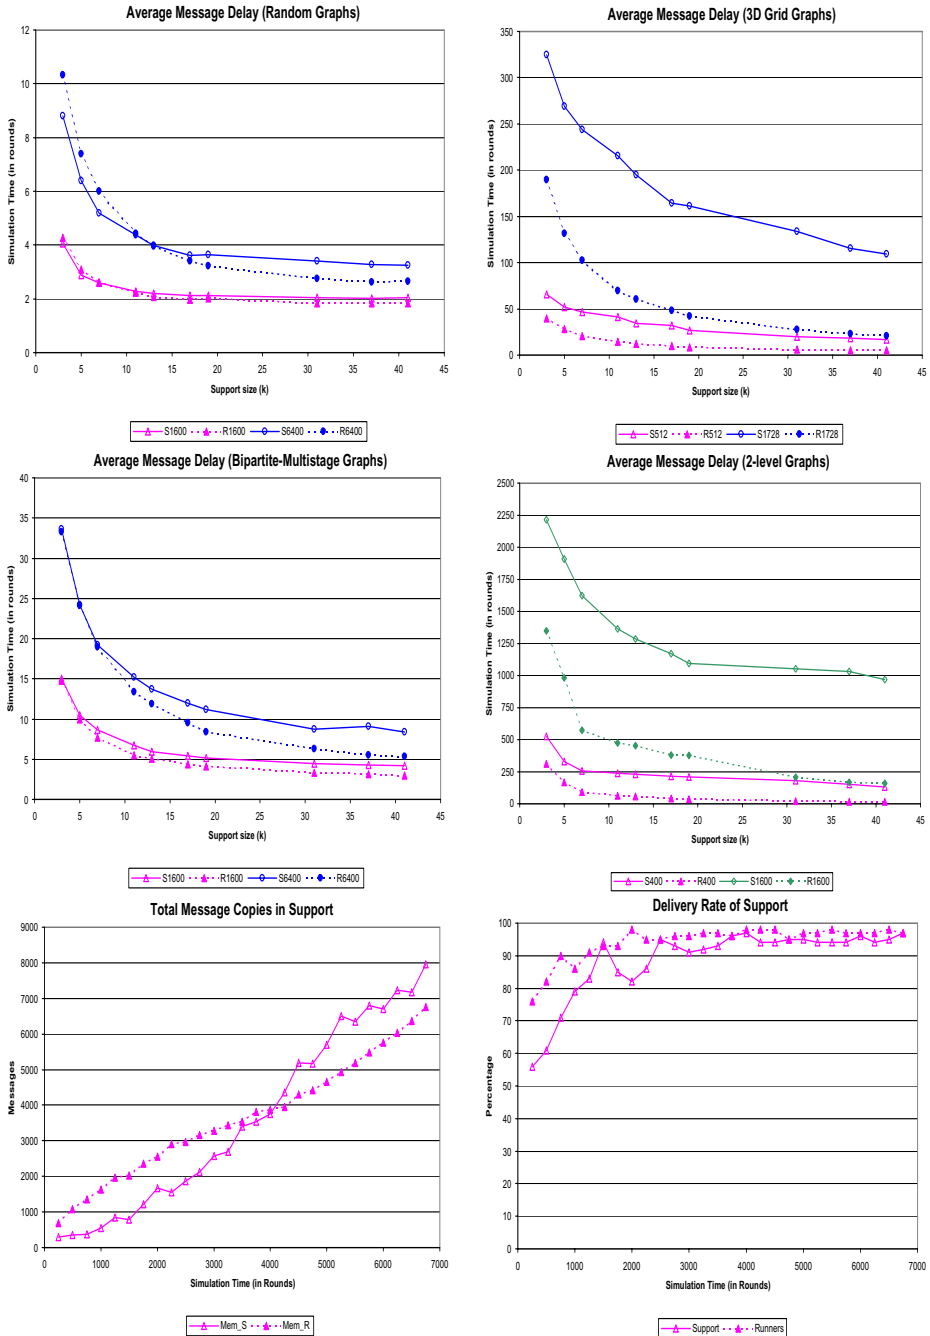 Average Message Delay (Random Graphs)
12
10
8
6
4
2
0
Simulation Time (in rounds)
0 5 10 15 20 25 30 35 40 45
Support size (k)
S1600 R1600 S6400 R6400
Average Message Delay (3D Grid Graphs)
350
300
250
200
150
100
50
0
Simulation Time (in rounds)
0 5 10 15 20 25 30 35 40 45
Support size (k)
S512 R512 S1728 R1728
Average Message Delay (Bipartite-Multistage Graphs)
40
35
30
25
20
15
10
5
0
Simulation Time (in rounds)
0 5 10 15 20 25 30 35 40 45
Support size (k)
S1600 R1600 S6400 R6400
Average Message Delay (2-level Graphs)
2500
2250
2000
1750
1500
1250
1000
750
500
250
0
Simulation Time (in rounds)
0 5 10 15 20 25 30 35 40 45
Support size (k)
S400 R400 S1600 R1600
Total Message Copies in Support
9000
8000
7000
6000
5000
4000
3000
2000
1000
0
Messages
0 1000 2000 3000 4000 5000 6000 7000
Simulation Time (in Rounds)
Mem_S Mem_R
Delivery Rate of Support
100
90
80
70
60
50
40
30
20
10
0
Percentage
0 1000 2000 3000 4000 5000 6000 7000
Simulation Time (in Rounds)
Support Runners